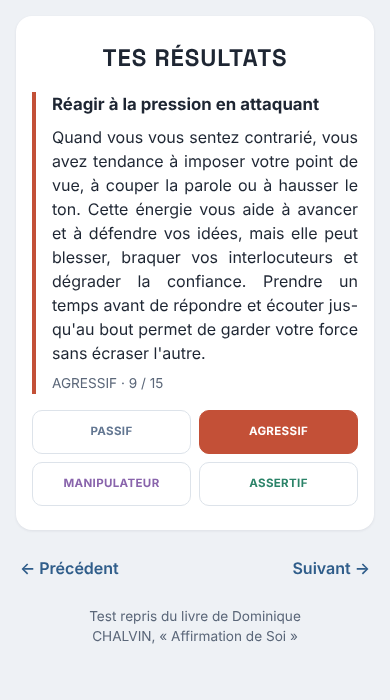 TES RÉSULTATS
Réagir à la pression en attaquant
Quand vous vous sentez contrarié, vous
avez tendance à imposer votre point de
vue, à couper la parole ou à hausser le
ton. Cette énergie vous aide à avancer
et à défendre vos idées, mais elle peut
blesser, braquer vos interlocuteurs et
dégrader la confiance. Prendre un
temps avant de répondre et écouter jus-
qu'au bout permet de garder votre force
sans écraser l'autre.
AGRESSIF · 9 / 15
PASSIF
AGRESSIF
MANIPULATEUR
ASSERTIF
← Précédent
Suivant →
Test repris du livre de Dominique
CHALVIN, « Affirmation de Soi »